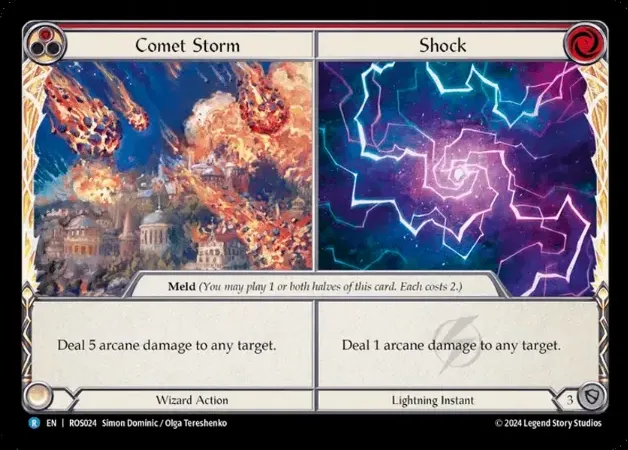 Comet Storm
Shock
Meld (You may play 1 or both halves of this card. Each costs 2.)
Deal 5 arcane damage to any target.
Deal 1 arcane damage to any target.
Wizard Action
Lightning Instant
3
R EN | ROS024 Simon Dominic / Olga Tereshenko
© 2024 Legend Story Studios